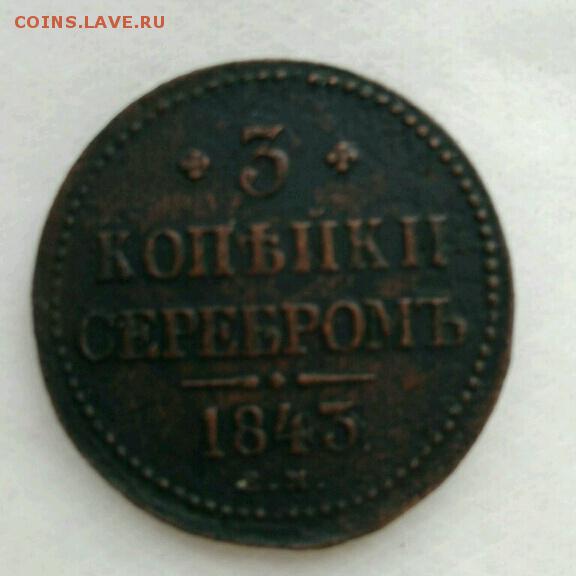 COINS.LAVE.RU
3
КОПѢЙКИ
СЕРЕБРОМЪ
1843.